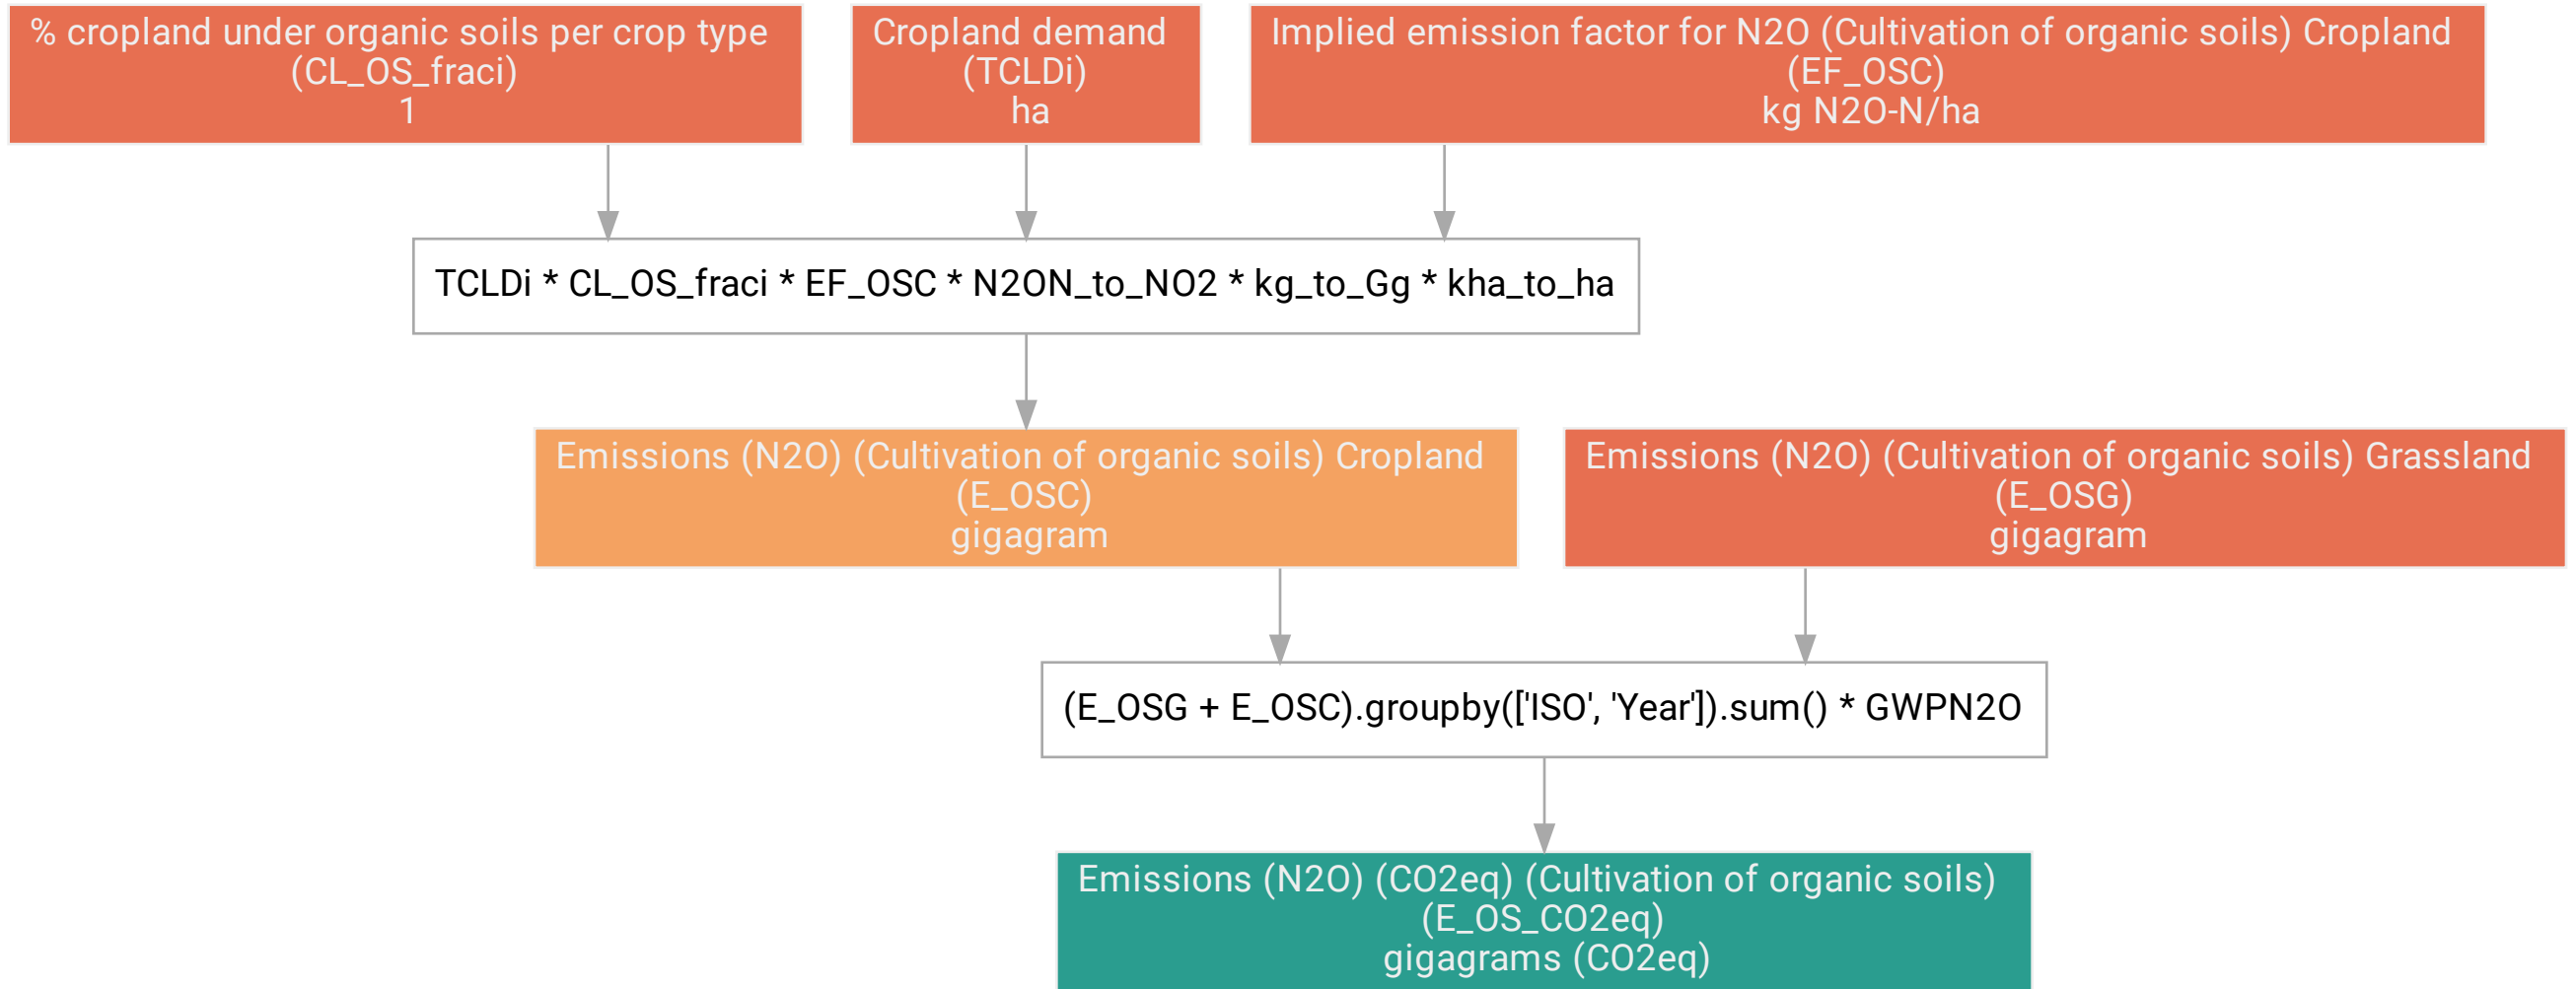 % cropland under organic soils per crop type
(CL_OS_fraci)
1
Cropland demand
(TCLDi)
ha
Implied emission factor for N2O (Cultivation of organic soils) Cropland
(EF_OSC)
kg N2O-N/ha
TCLDi * CL_OS_fraci * EF_OSC * N2ON_to_NO2 * kg_to_Gg * kha_to_ha
Emissions (N2O) (Cultivation of organic soils) Cropland
(E_OSC)
gigagram
Emissions (N2O) (Cultivation of organic soils) Grassland
(E_OSG)
gigagram
(E_OSG + E_OSC).groupby(['ISO', 'Year']).sum() * GWPN2O
Emissions (N2O) (CO2eq) (Cultivation of organic soils)
(E_OS_CO2eq)
gigagrams (CO2eq)